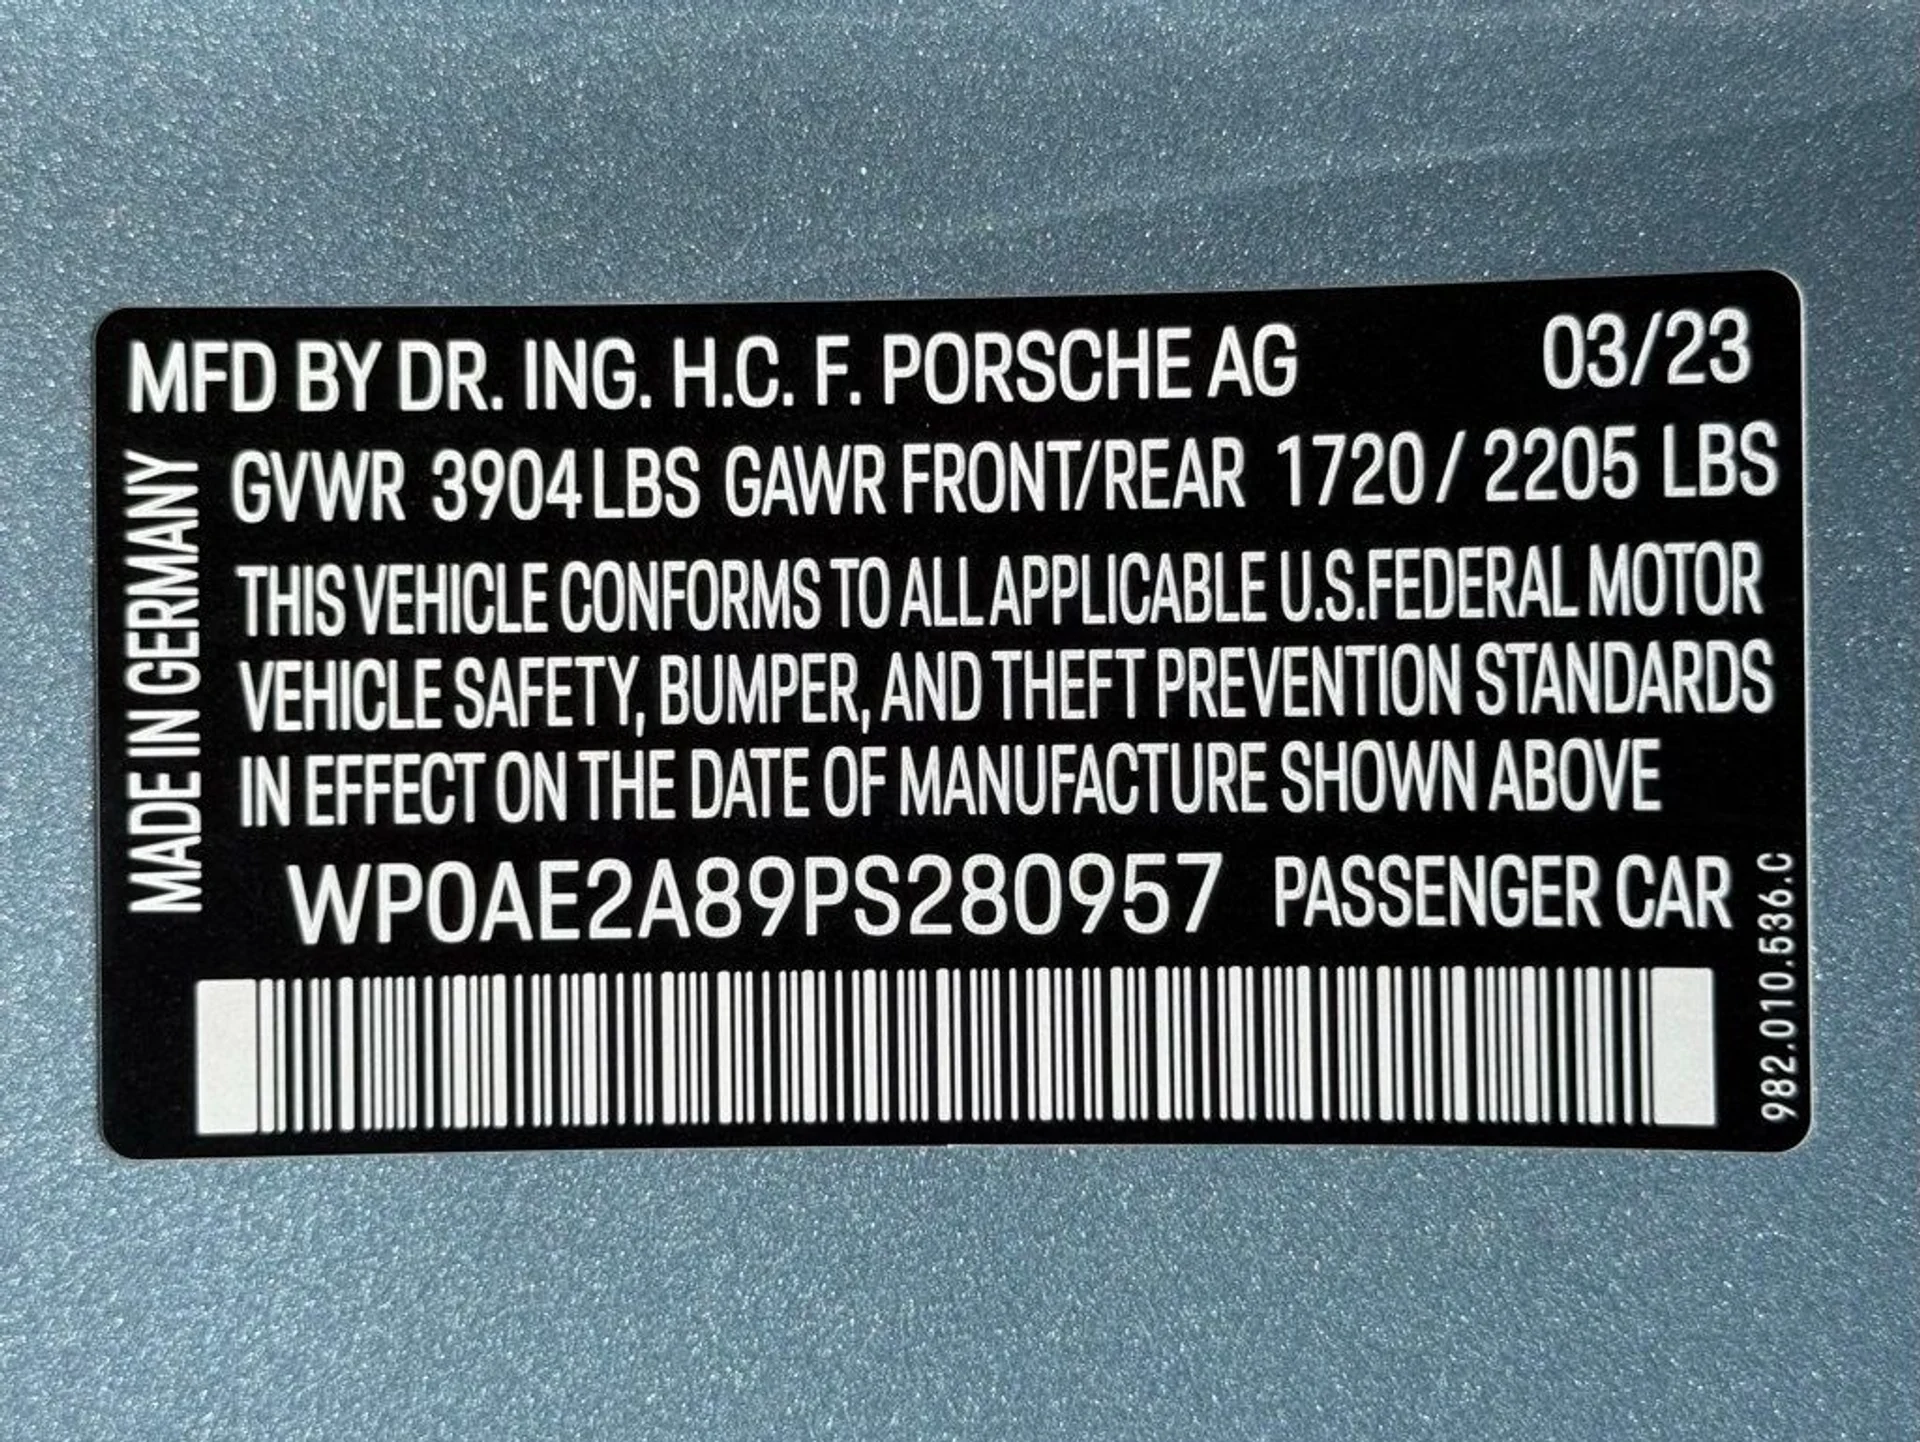 MFD BY DR. ING. H.C. F. PORSCHE AG 03/23
MADE IN GERMANY
GVWR 3904 LBS GAWR FRONT/REAR 1720 / 2205 LBS
THIS VEHICLE CONFORMS TO ALL APPLICABLE U.S.FEDERAL MOTOR
VEHICLE SAFETY, BUMPER, AND THEFT PREVENTION STANDARDS
IN EFFECT ON THE DATE OF MANUFACTURE SHOWN ABOVE
WP0AE2A89PS280957 PASSENGER CAR
982.010.536.C